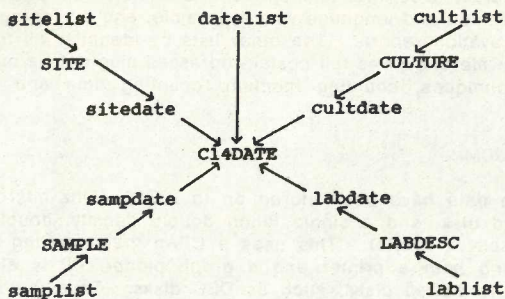 sitelist datelist cultlist
SITE CULTURE
sitedate cultdate
C14DATE
sampdate labdate
SAMPLE LABDESC
samplist lablist